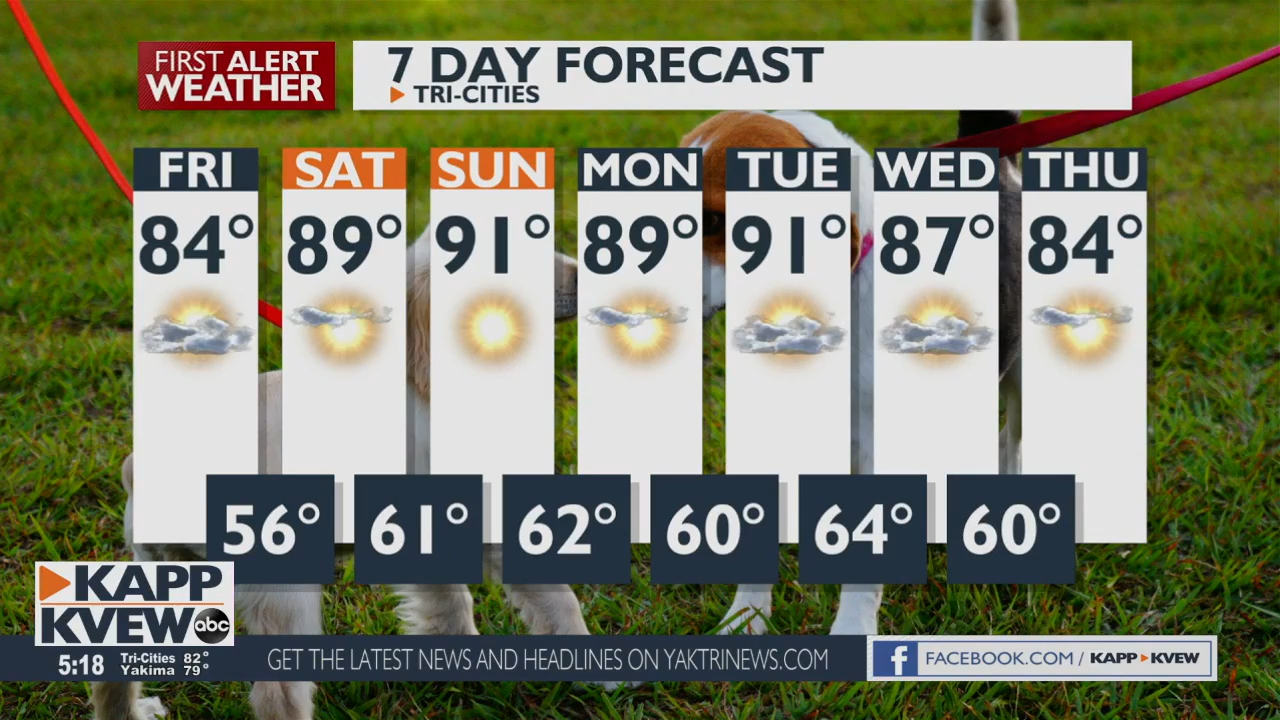 FIRST ALERT
WEATHER
7 DAY FORECAST
TRI-CITIES
FRI SAT SUN MON TUE WED THU
84° 89° 91° 89° 91° 87° 84°
56° 61° 62° 60° 64° 60°
KAPP
KVEW abc
5:18
Tri-Cities 82°
Yakima 79°
GET THE LATEST NEWS AND HEADLINES ON YAKTRINEWS.COM
f FACEBOOK.COM / KAPP KVEW